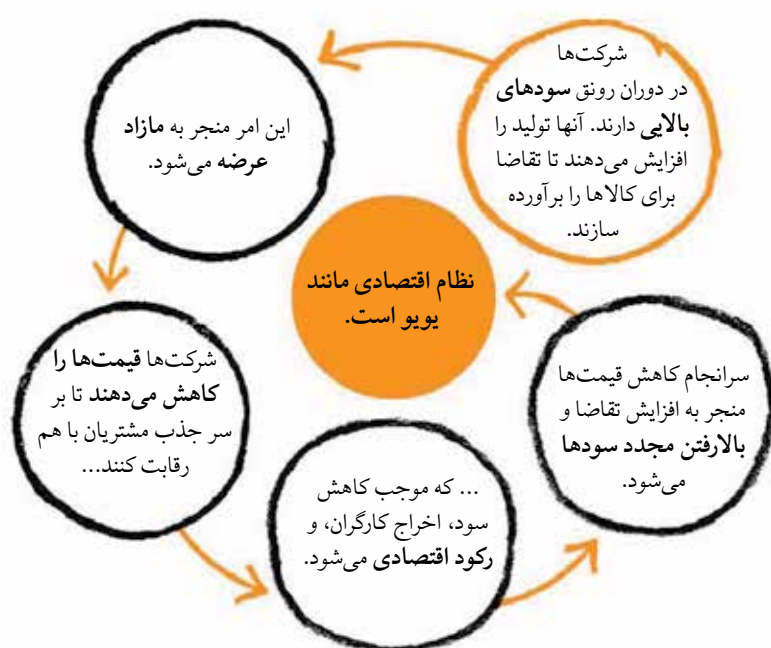 شرکت‌ها
در دوران رونق سودهای
بالایی دارند. آنها تولید را
افزایش می‌دهند تا تقاضا
برای کالاها را برآورده
سازند.
این امر منجر به مازاد
عرضه می‌شود.
شرکت‌ها قیمت‌ها را
کاهش می‌دهند تا بر
سر جذب مشتریان با هم
رقابت کنند...
... که موجب کاهش
سود، اخراج کارگران، و
رکود اقتصادی می‌شود.
سرانجام کاهش قیمت‌ها
منجر به افزایش تقاضا و
بالارفتن مجدد سودها
می‌شود.
نظام اقتصادی مانند
یویو است.